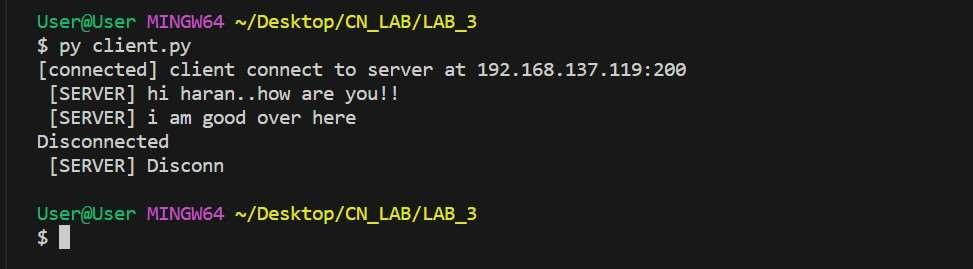 User@User MINGW64 ~/Desktop/CN_LAB/LAB_3
$ py client.py
[connected] client connect to server at 192.168.137.119:200
[SERVER] hi haran..how are you!!
[SERVER] i am good over here
Disconnected
[SERVER] Disconn
User@User MINGW64 ~/Desktop/CN_LAB/LAB_3
$